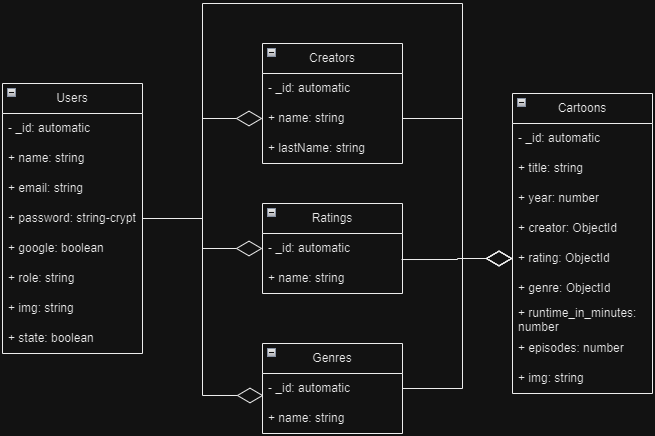 Users
- _id: automatic
+ name: string
+ email: string
+ password: string-crypt
+ google: boolean
+ role: string
+ img: string
+ state: boolean
Creators
- _id: automatic
+ name: string
+ lastName: string
Ratings
- _id: automatic
+ name: string
Genres
- _id: automatic
+ name: string
Cartoons
- _id: automatic
+ title: string
+ year: number
+ creator: ObjectId
+ rating: ObjectId
+ genre: ObjectId
+ runtime_in_minutes:
number
+ episodes: number
+ img: string